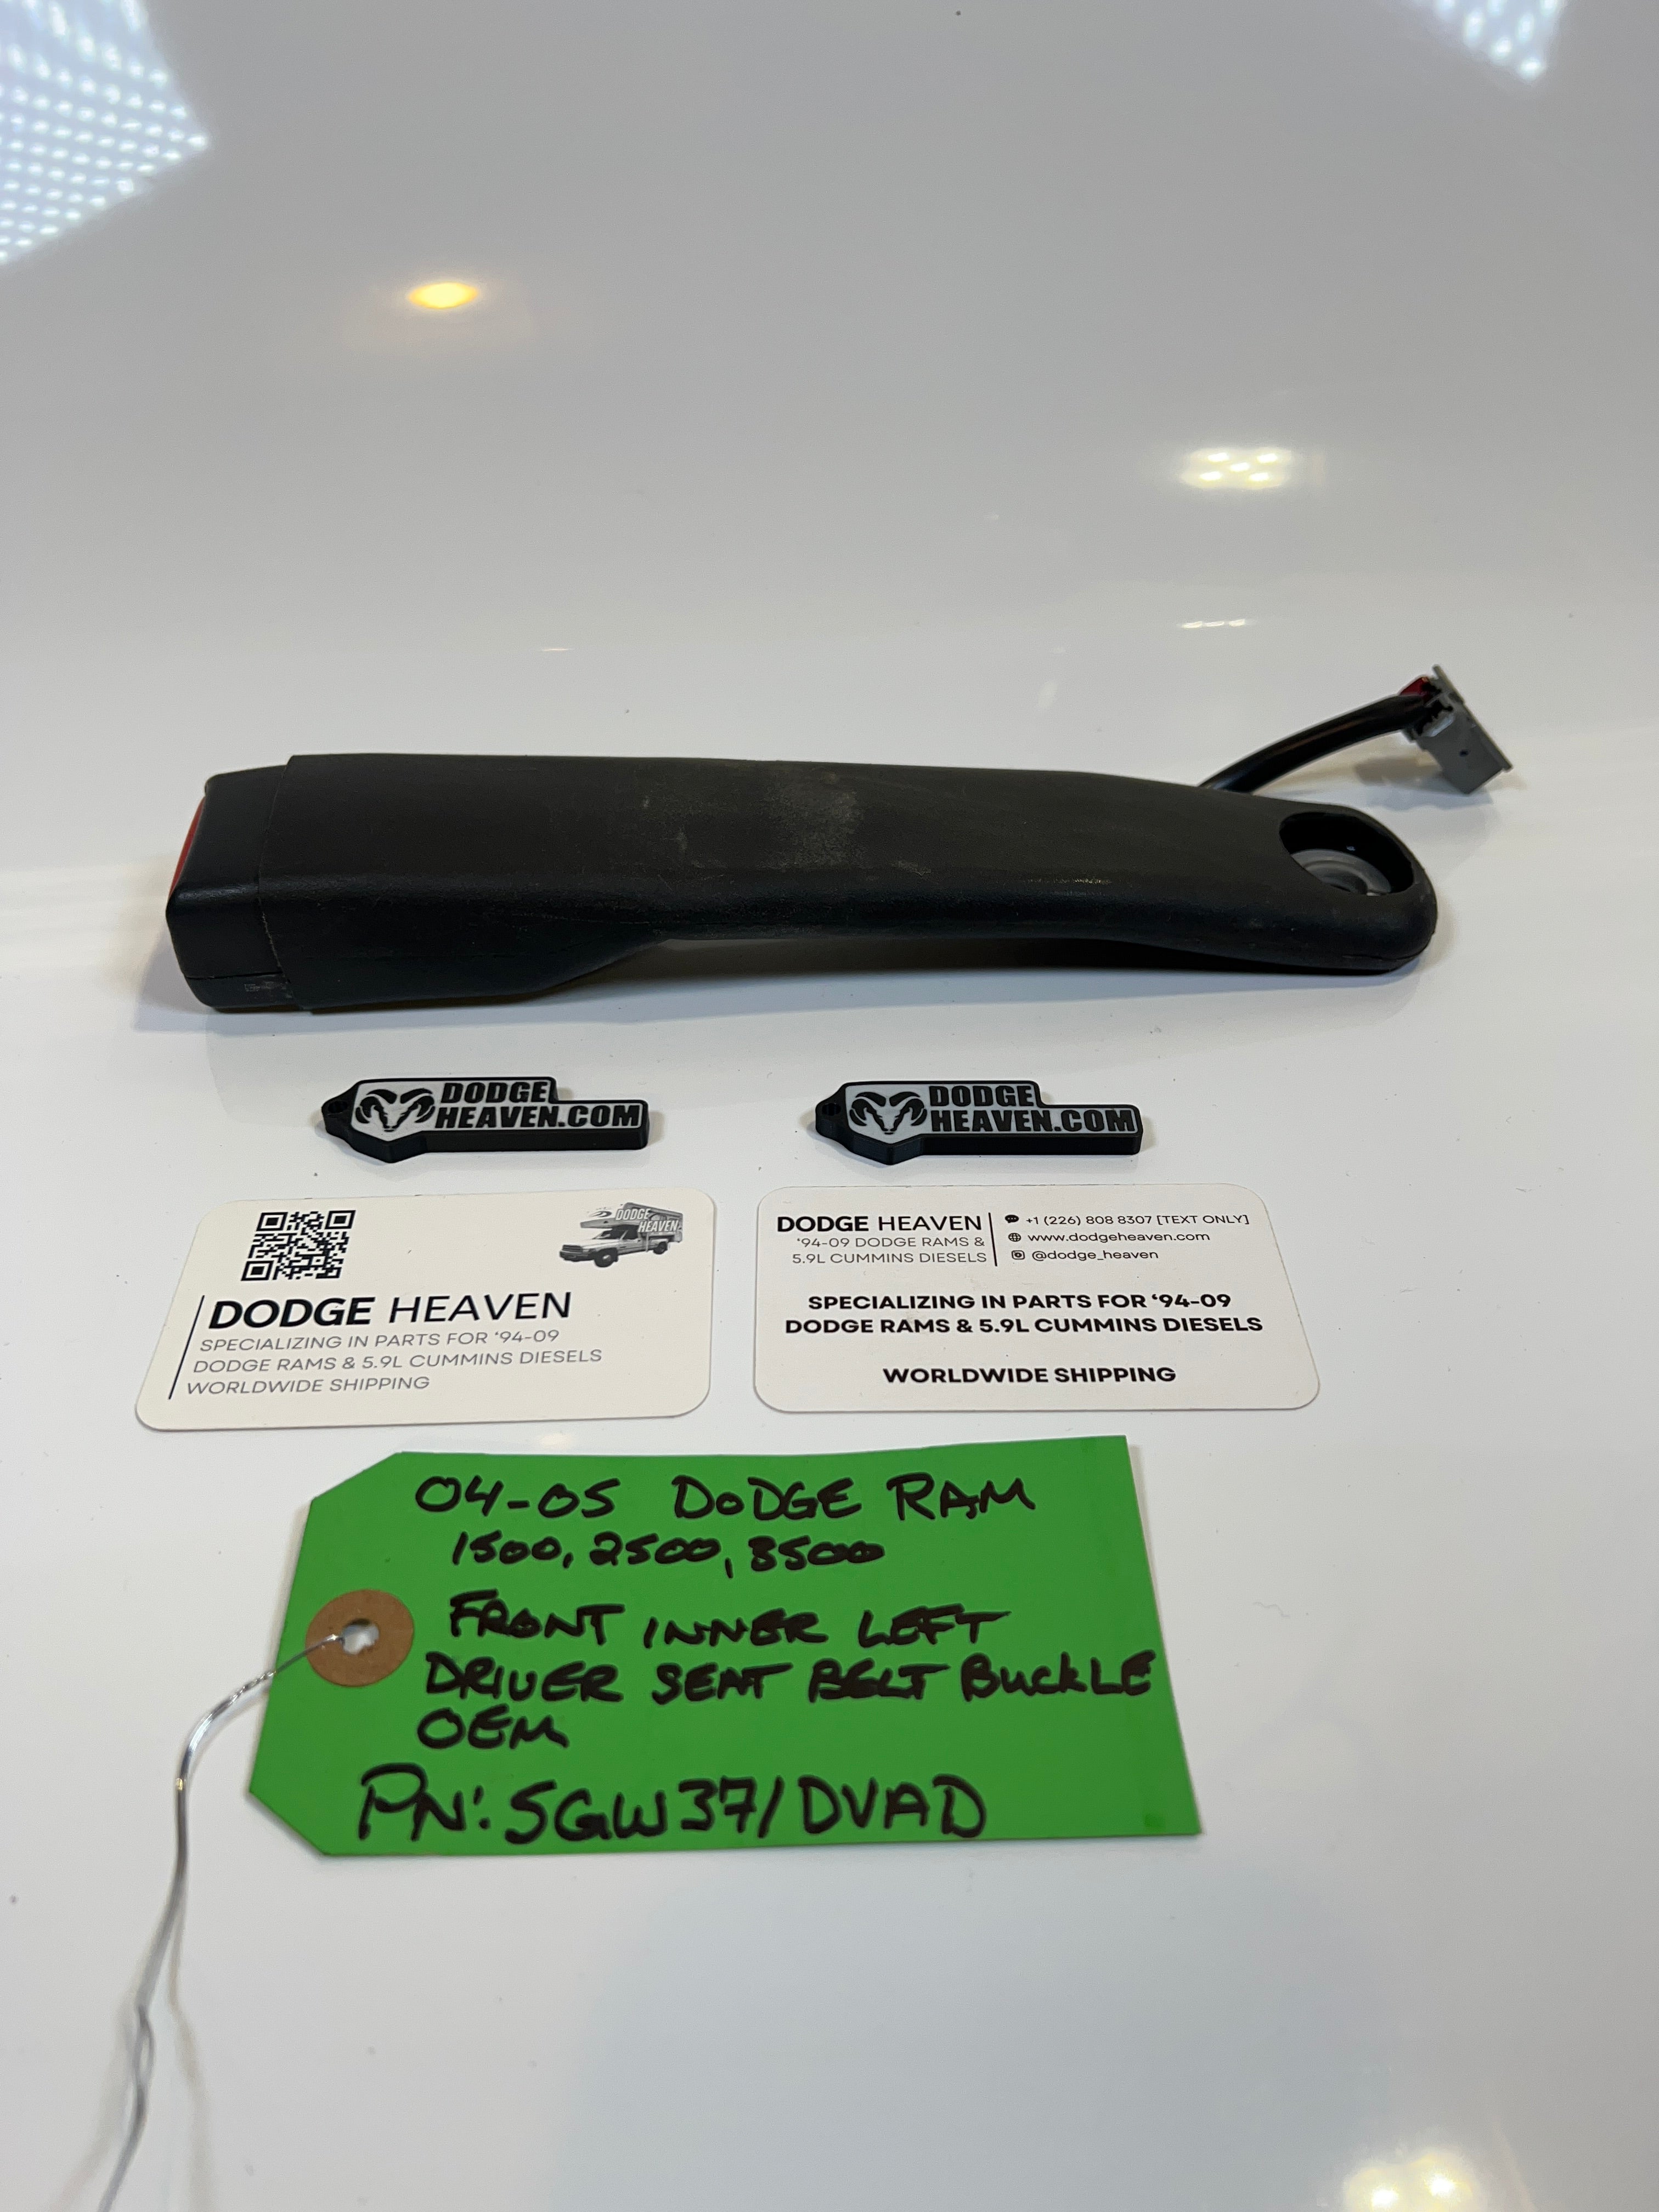 DODGE
HEAVEN.COM
DODGE
HEAVEN.COM
DODGE
HEAVEN
DODGE HEAVEN
SPECIALIZING IN PARTS FOR ‘94-09
DODGE RAMS & 5.9L CUMMINS DIESELS
WORLDWIDE SHIPPING
DODGE HEAVEN
‘94-09 DODGE RAMS &
5.9L CUMMINS DIESELS
+1 (226) 808 8307 [TEXT ONLY]
www.dodgeheaven.com
@dodge_heaven
SPECIALIZING IN PARTS FOR ‘94-09
DODGE RAMS & 5.9L CUMMINS DIESELS
WORLDWIDE SHIPPING
04-05 DODGE RAM
1500, 2500, 3500
FRONT INNER LEFT
DRIVER SEAT BELT BUCKLE
OEM
PN: 5GW371DVAD